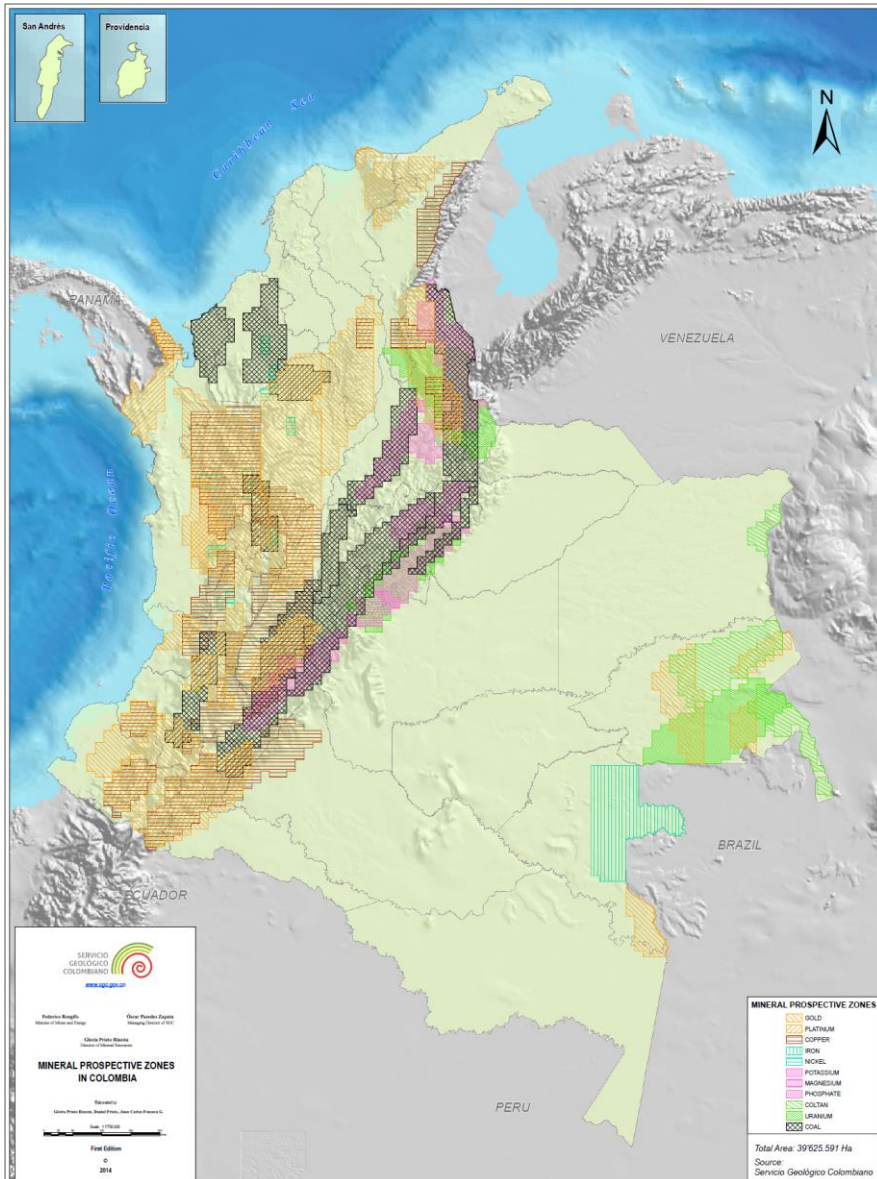 San Andrés
Providencia
Caribbean Sea
N
PANAMA
VENEZUELA
Pacific Ocean
BRAZIL
ECUADOR
PERU
SERVICIO
GEOLÓGICO
COLOMBIANO
www.sgc.gov.co
Federico Rengifo
Minister of Mines and Energy
Óscar Paredes Zapata
Managing Director of SGC
Gloria Prieto Rincón
Director of Mineral Resources
MINERAL PROSPECTIVE ZONES
IN COLOMBIA
Elaborated by
Gloria Prieto Rincón, Daniel Prieto, Juan Carlos Fonseca G.
First Edition
©
2014
MINERAL PROSPECTIVE ZONES
GOLD
PLATINUM
COPPER
IRON
NICKEL
POTASSIUM
MAGNESIUM
PHOSPHATE
COLTAN
URANIUM
COAL
Total Area: 39'625.591 Ha
Source:
Servicio Geológico Colombiano